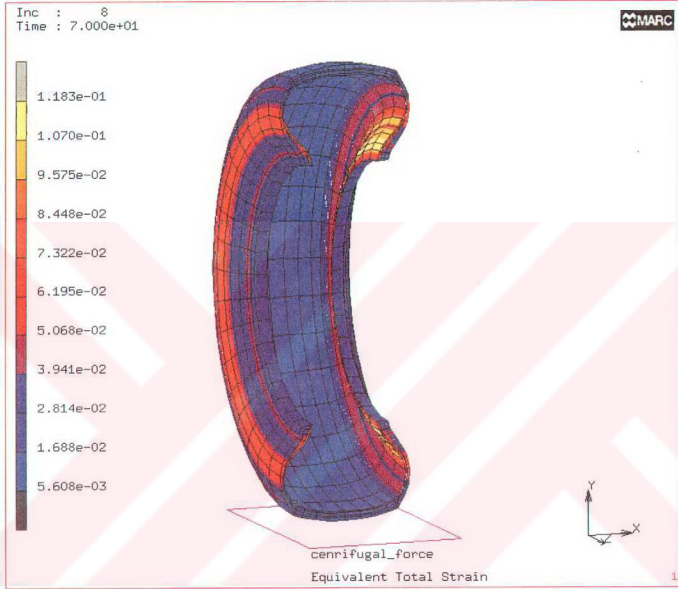 Inc : 8
Time : 7.000e+01
MARC
1.183e-01
1.070e-01
9.575e-02
8.448e-02
7.322e-02
6.195e-02
5.068e-02
3.941e-02
2.814e-02
1.688e-02
5.608e-03
Y
X
Z
cenrifugal_force
Equivalent Total Strain
1